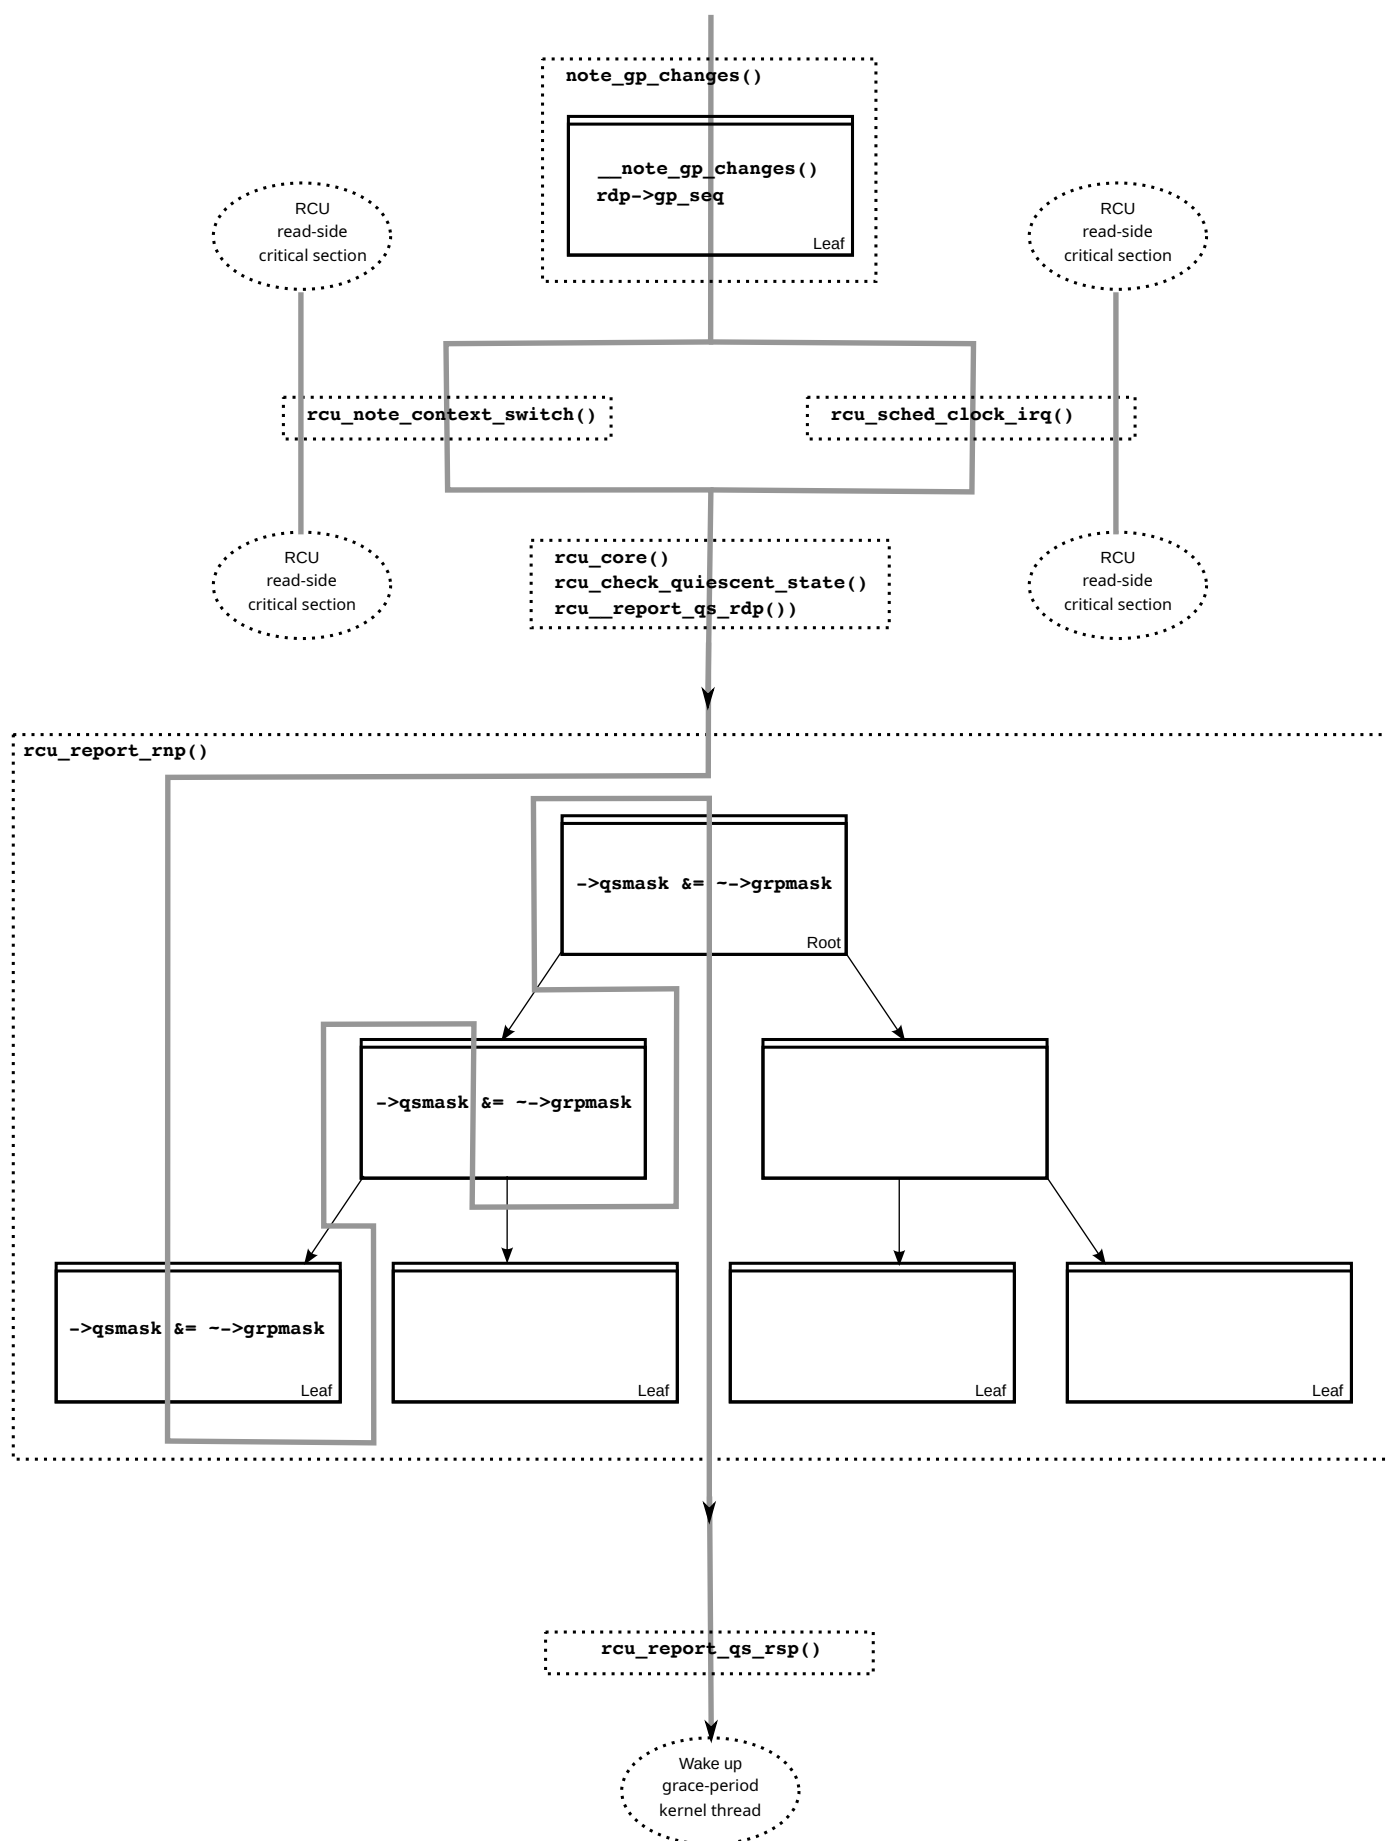 note_gp_changes()
__note_gp_changes()
rdp->gp_seq
Leaf
RCU
read-side
critical section
RCU
read-side
critical section
rcu_note_context_switch()
rcu_sched_clock_irq()
RCU
read-side
critical section
rcu_core()
rcu_check_quiescent_state()
rcu__report_qs_rdp())
RCU
read-side
critical section
rcu_report_rnp()
->qsmask &= ~->grpmask
Root
->qsmask &= ~->grpmask
->qsmask &= ~->grpmask
Leaf
Leaf
Leaf
Leaf
rcu_report_qs_rsp()
Wake up
grace-period
kernel thread